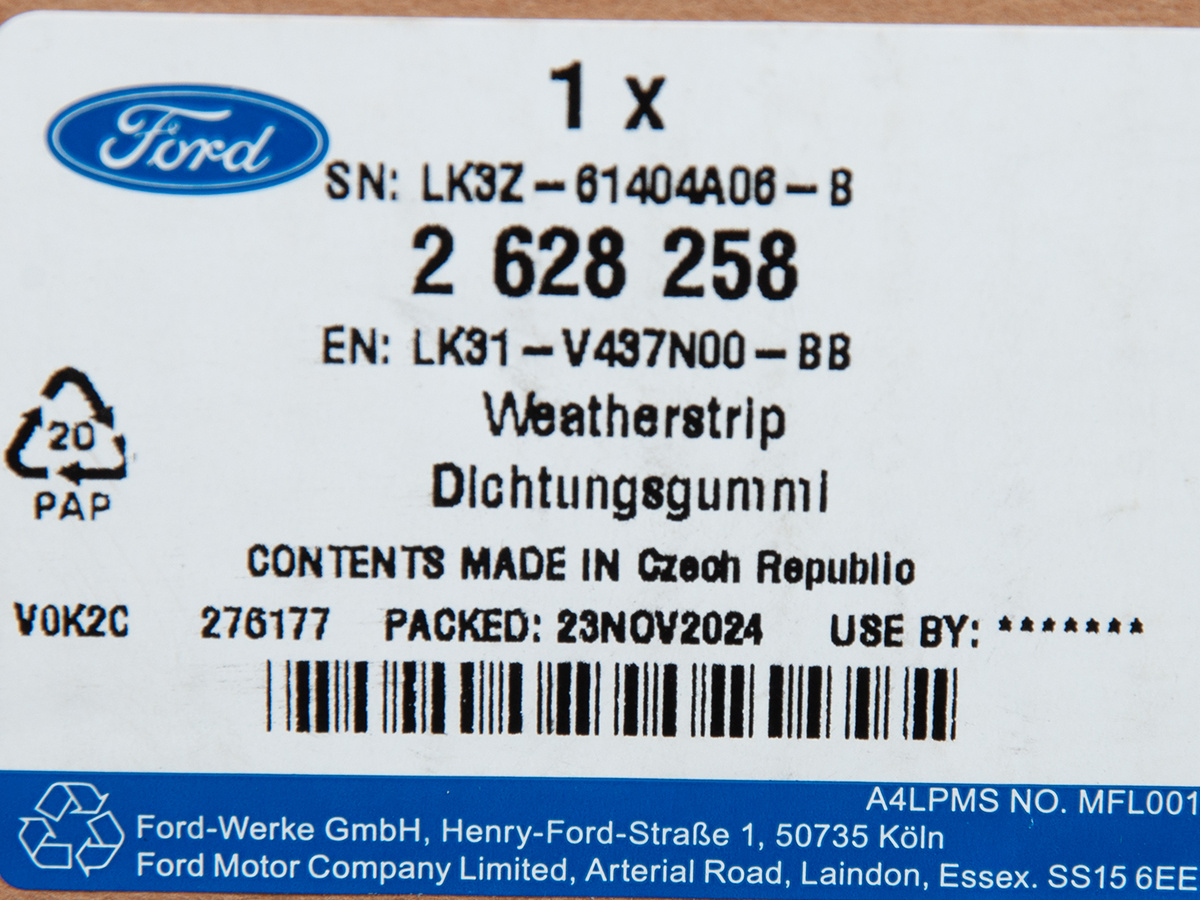 1 x
Ford
SN: LK3Z-61404A06-B
2 628 258
EN: LK31-V437N00-BB
Weatherstrip
Dichtungsgummi
20
PAP
CONTENTS MADE IN Czech Republic
V0K2C 276177 PACKED: 23NOV2024 USE BY: *******
A4LPMS NO. MFL001
Ford-Werke GmbH, Henry-Ford-Straße 1, 50735 Köln
Ford Motor Company Limited, Arterial Road, Laindon, Essex. SS15 6EE